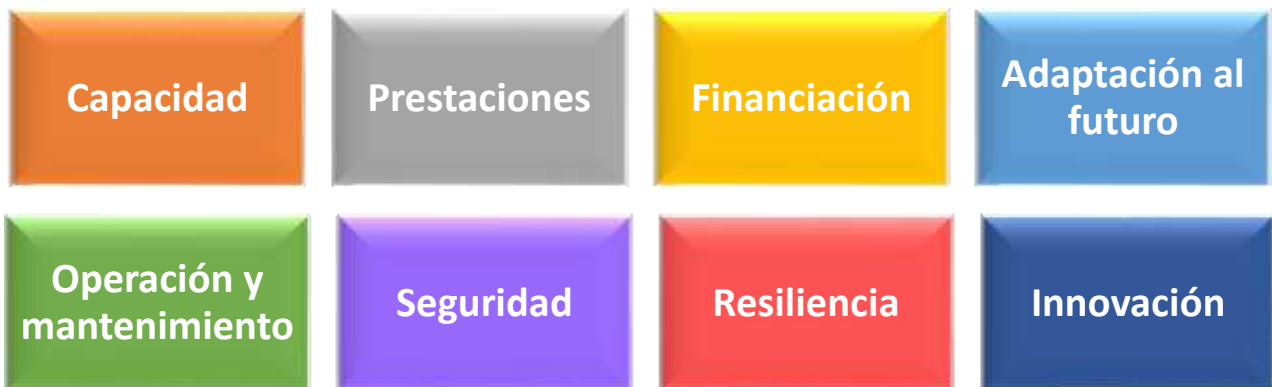 Capacidad
Prestaciones
Financiación
Adaptación al
futuro
Operación y
mantenimiento
Seguridad
Resiliencia
Innovación